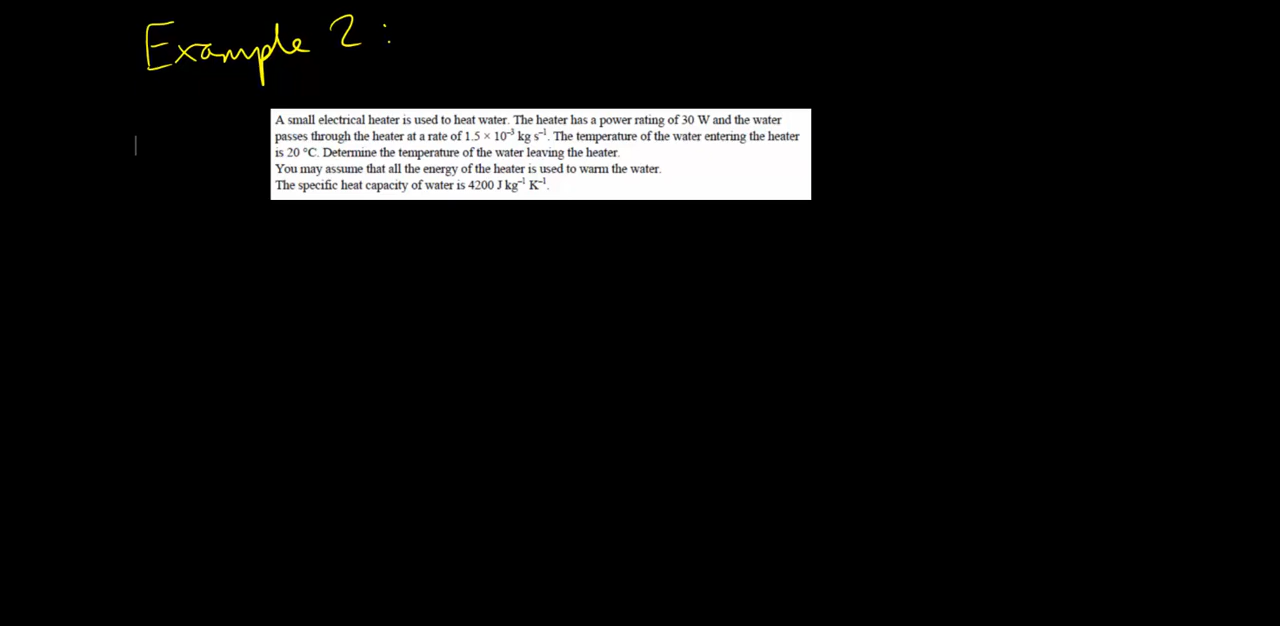 Example 2 :
A small electrical heater is used to heat water. The heater has a power rating of 30 W and the water
passes through the heater at a rate of 1.5 × 10⁻³ kg s⁻¹. The temperature of the water entering the heater
is 20 °C. Determine the temperature of the water leaving the heater.
You may assume that all the energy of the heater is used to warm the water.
The specific heat capacity of water is 4200 J kg⁻¹ K⁻¹.